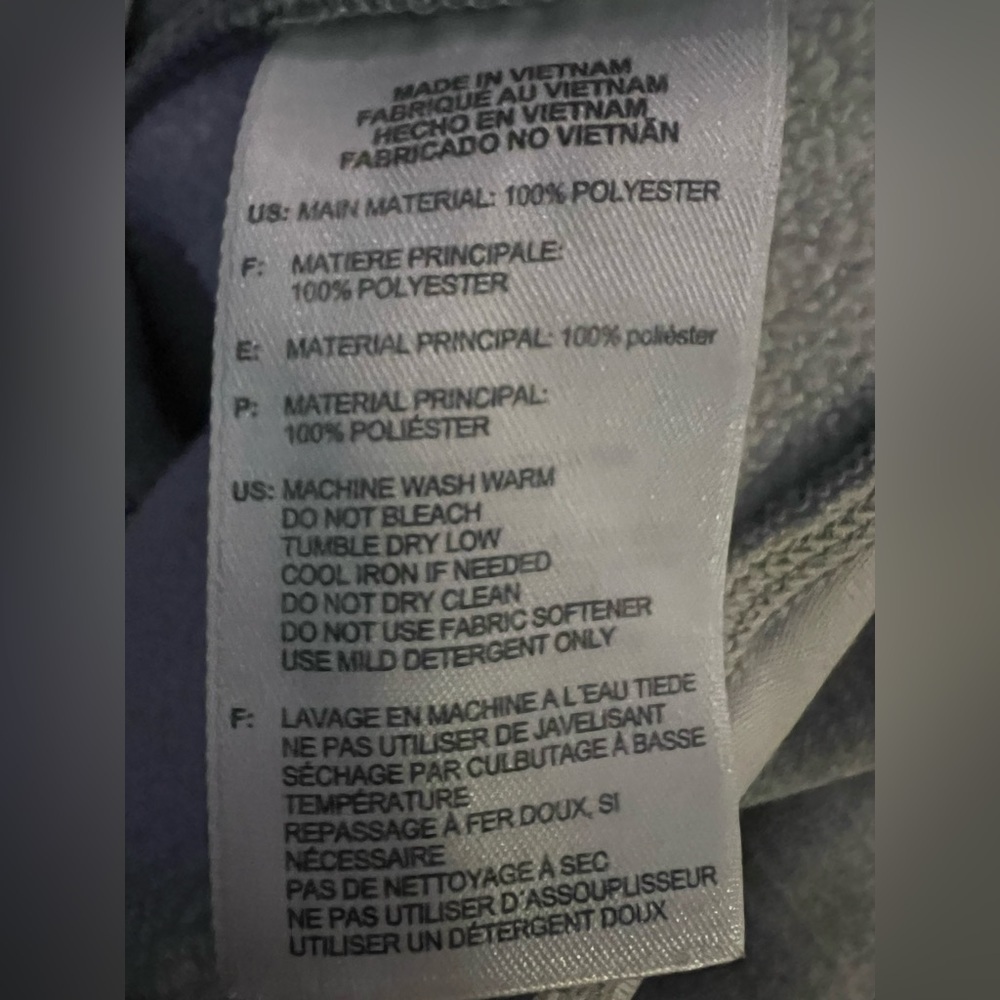 MADE IN VIETNAM
FABRIQUE AU VIETNAM
HECHO EN VIETNAM
FABRICADO NO VIETNÃN
US: MAIN MATERIAL: 100% POLYESTER
F: MATIERE PRINCIPALE:
100% POLYESTER
E: MATERIAL PRINCIPAL: 100% poliéster
P: MATERIAL PRINCIPAL:
100% POLIÉSTER
US: MACHINE WASH WARM
DO NOT BLEACH
TUMBLE DRY LOW
COOL IRON IF NEEDED
DO NOT DRY CLEAN
DO NOT USE FABRIC SOFTENER
USE MILD DETERGENT ONLY
F: LAVAGE EN MACHINE A L'EAU TIEDE
NE PAS UTILISER DE JAVELISANT
SÉCHAGE PAR CULBUTAGE À BASSE
TEMPÉRATURE
REPASSAGE À FER DOUX, SI
NÉCESSAIRE
PAS DE NETTOYAGE À SEC
NE PAS UTILISER D'ASSOUPLISSEUR
UTILISER UN DÉTERGENT DOUX